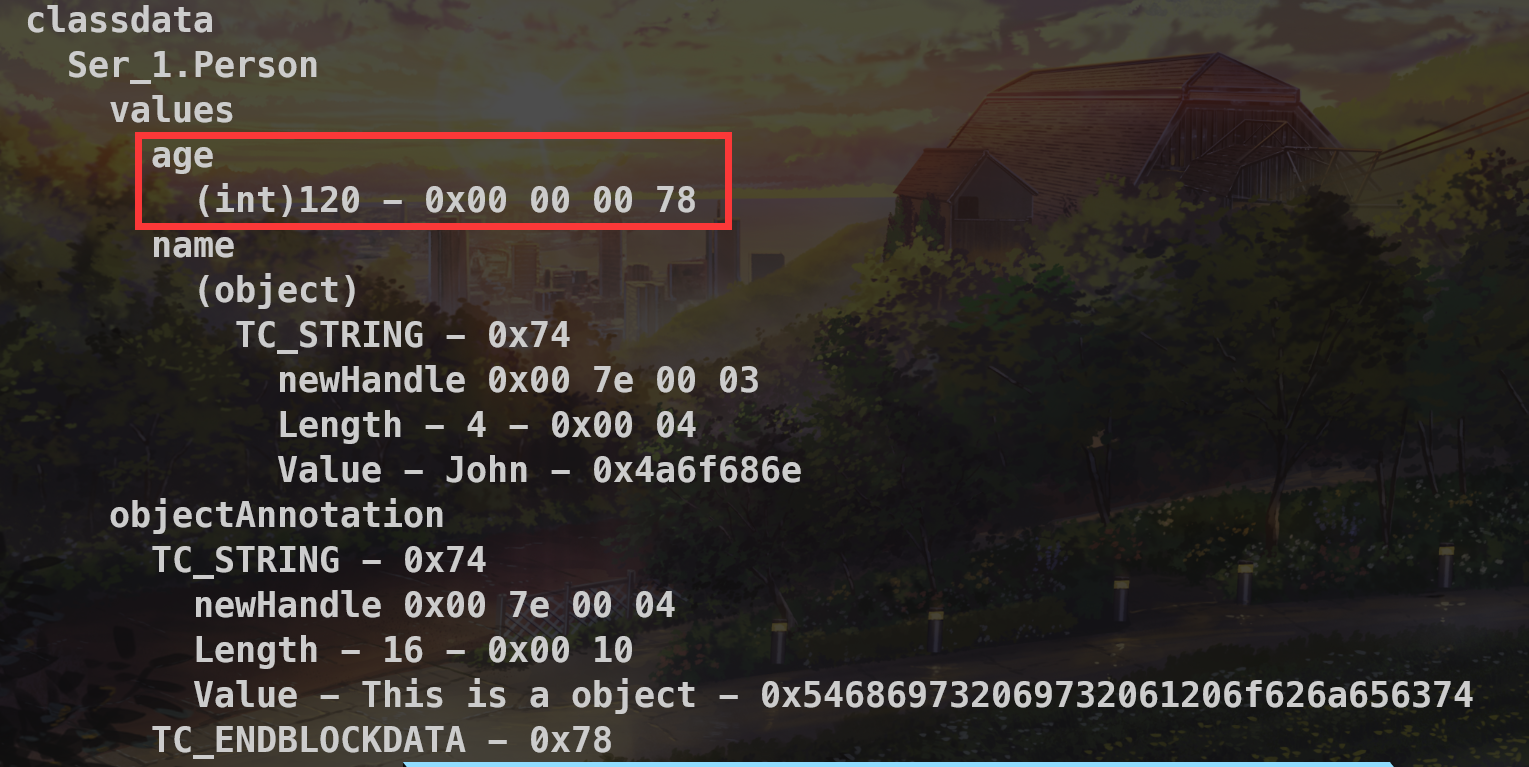 classdata
Ser_1.Person
values
age
(int)120 – 0x00 00 00 78
name
(object)
TC_STRING – 0x74
newHandle 0x00 7e 00 03
Length – 4 – 0x00 04
Value – John – 0x4a6f686e
objectAnnotation
TC_STRING – 0x74
newHandle 0x00 7e 00 04
Length – 16 – 0x00 10
Value – This is a object – 0x546869732069732061206f626a656374
TC_ENDBLOCKDATA – 0x78